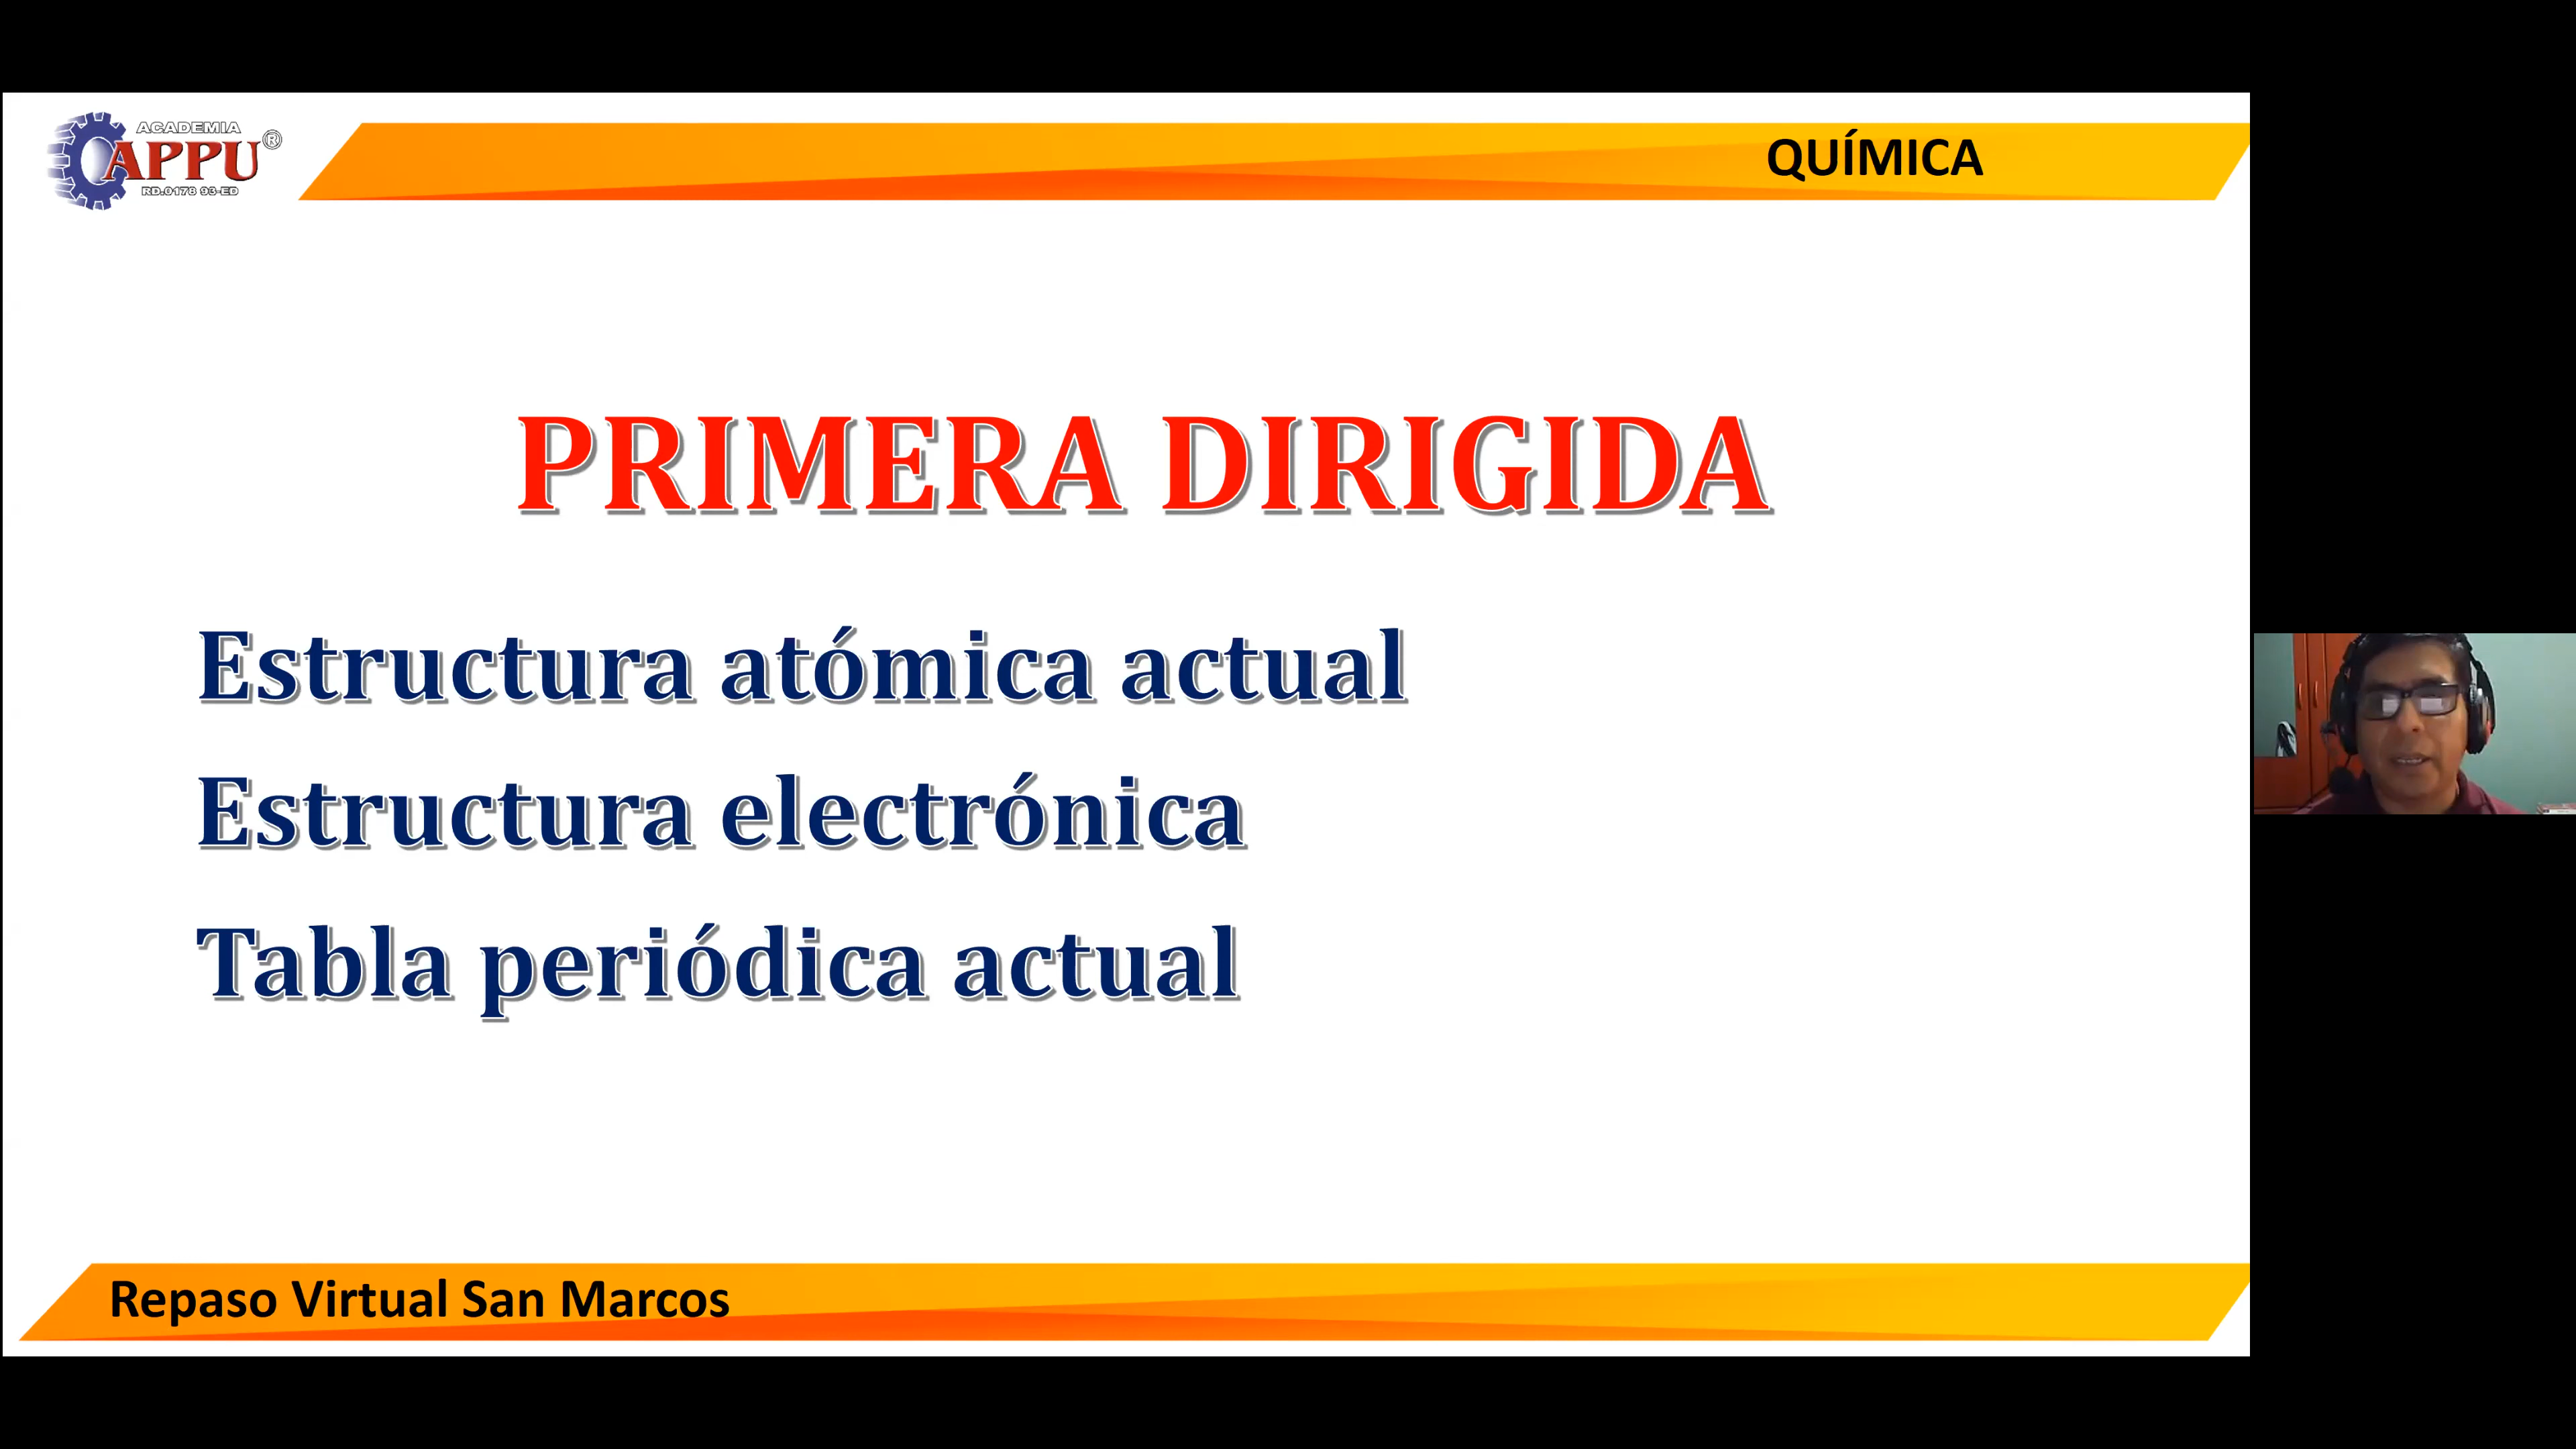 ACADEMIA
APPU®
RD.0178 93-ED
QUÍMICA
PRIMERA DIRIGIDA
Estructura atómica actual
Estructura electrónica
Tabla periódica actual
Repaso Virtual San Marcos